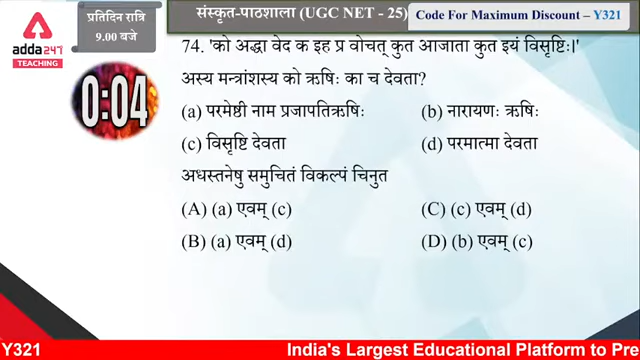 adda247
TEACHING
प्रतिदिन रात्रि
9.00 बजे
संस्कृत-पाठशाला (UGC NET - 25)
Code For Maximum Discount – Y321
0:04
74. 'को अद्धा वेद क इह प्र वोचत् कुत आजाता कुत इयं विसृष्टिः।'
अस्य मन्त्रांशस्य को ऋषिः का च देवता?
(a) परमेष्ठी नाम प्रजापतिऋषिः
(b) नारायणः ऋषिः
(c) विसृष्टि देवता
(d) परमात्मा देवता
अधस्तनेषु समुचितं विकल्पं चिनुत
(A) (a) एवम् (c)
(C) (c) एवम् (d)
(B) (a) एवम् (d)
(D) (b) एवम् (c)
Y321
India's Largest Educational Platform to Pre